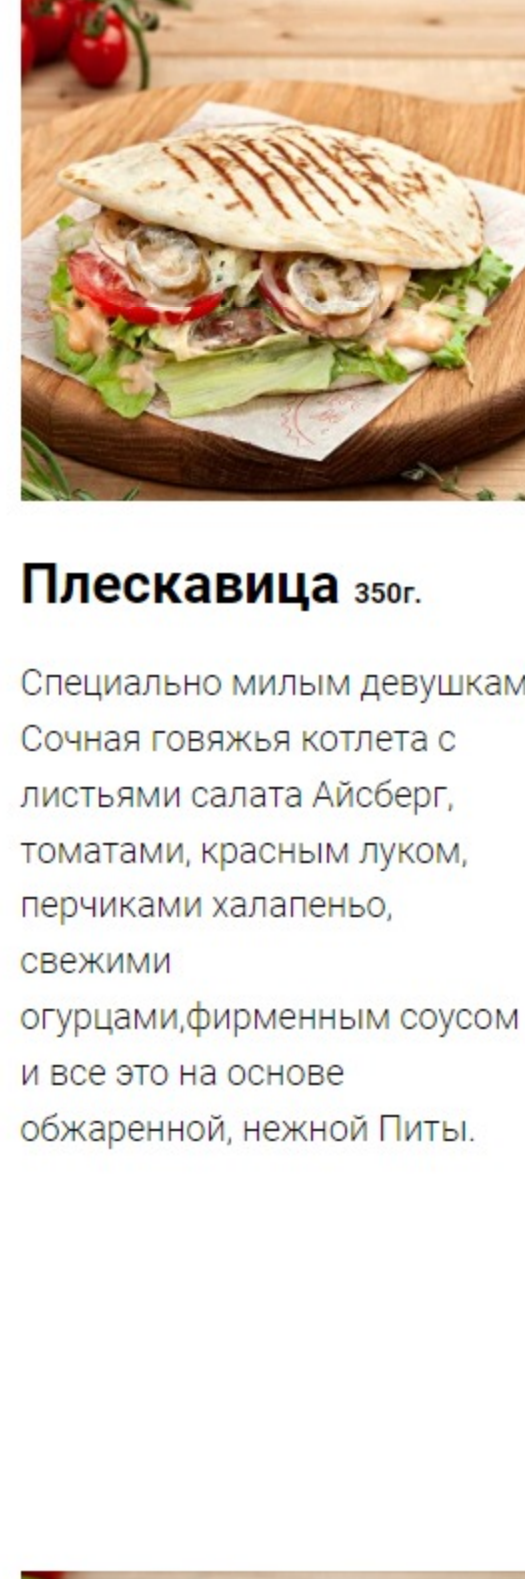 Плескавица 350г.
Специально милым девушкам
Сочная говяжья котлета с
листьями салата Айсберг,
томатами, красным луком,
перчиками халапеньо,
свежими
огурцами,фирменным соусом
и все это на основе
обжаренной, нежной Питы.